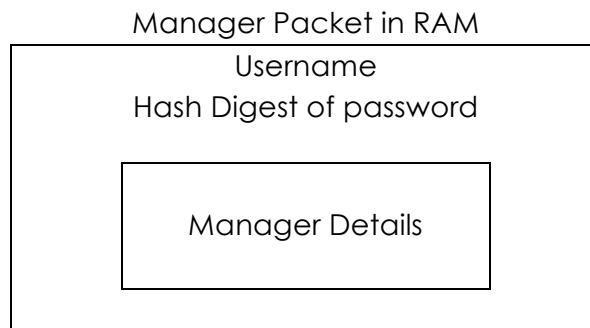 Manager Packet in RAM
Username
Hash Digest of password
Manager Details